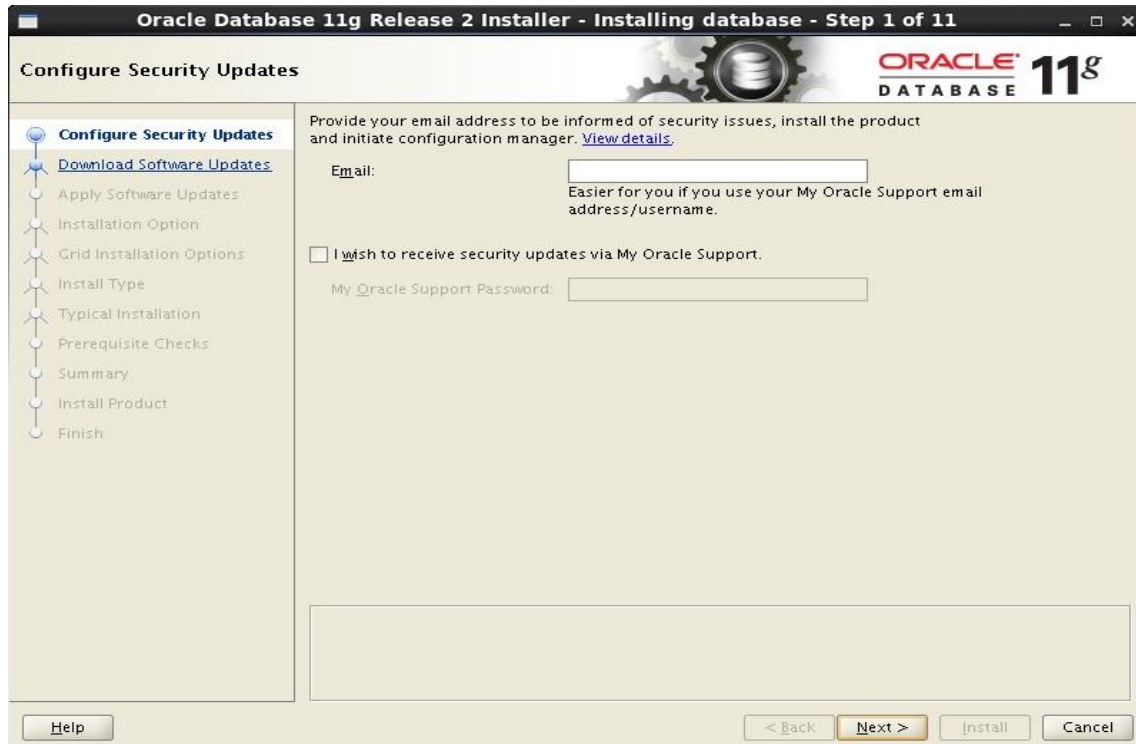 Oracle Database 11g Release 2 Installer - Installing database - Step 1 of 11
Configure Security Updates
ORACLE
DATABASE
11g
Configure Security Updates
Download Software Updates
Apply Software Updates
Installation Option
Grid Installation Options
Install Type
Typical Installation
Prerequisite Checks
Summary
Install Product
Finish
Provide your email address to be informed of security issues, install the product
and initiate configuration manager. View details.
Email:
Easier for you if you use your My Oracle Support email
address/username.
I wish to receive security updates via My Oracle Support.
My Oracle Support Password:
Help
< Back
Next >
Install
Cancel